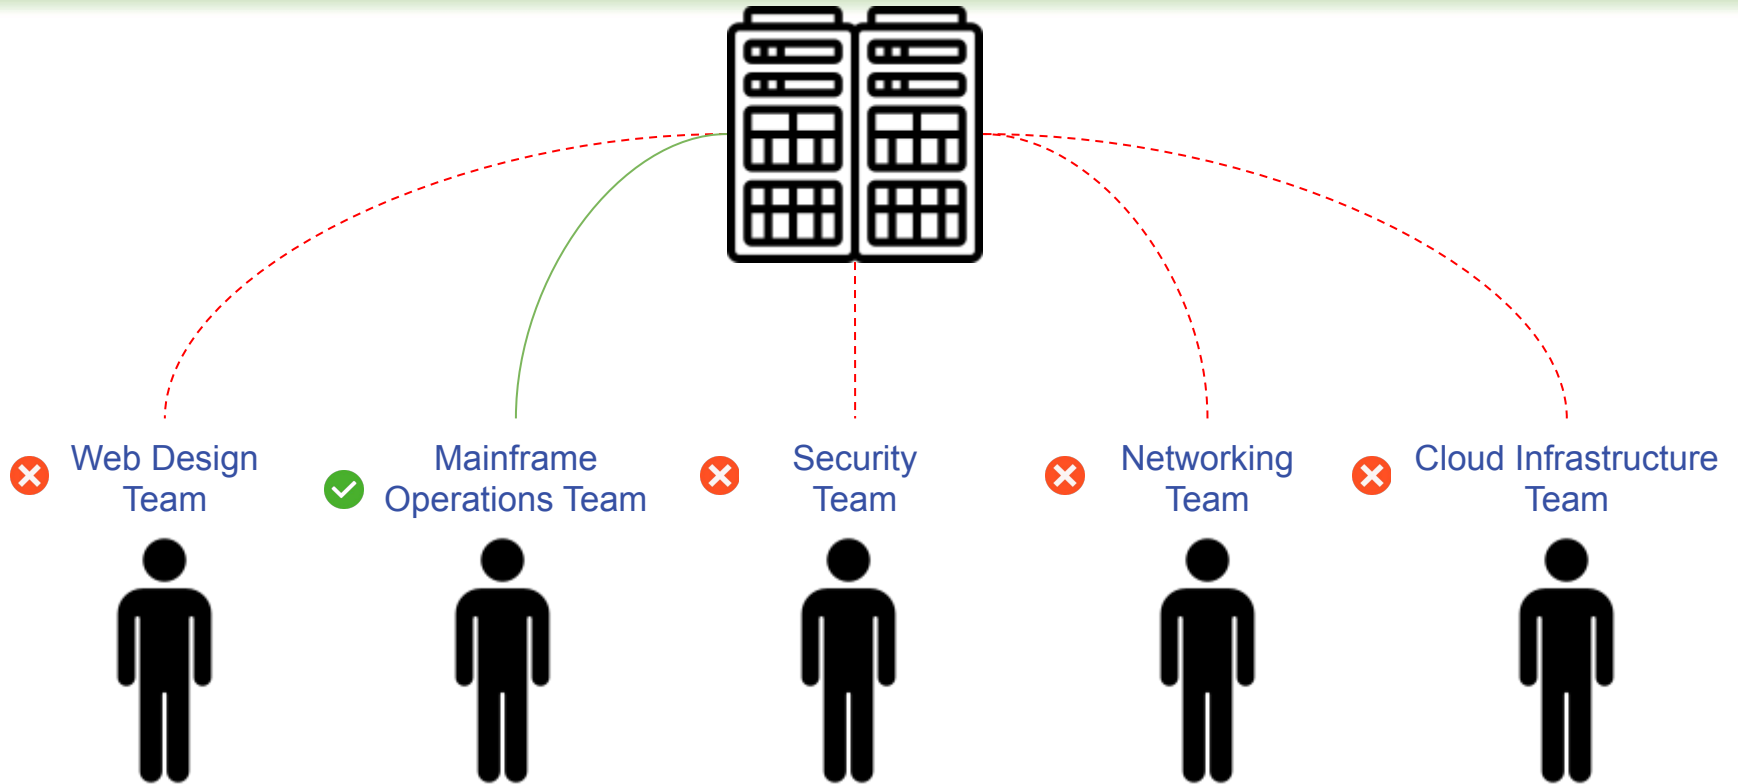 Web Design
Team
Mainframe
Operations Team
Security
Team
Networking
Team
Cloud Infrastructure
Team